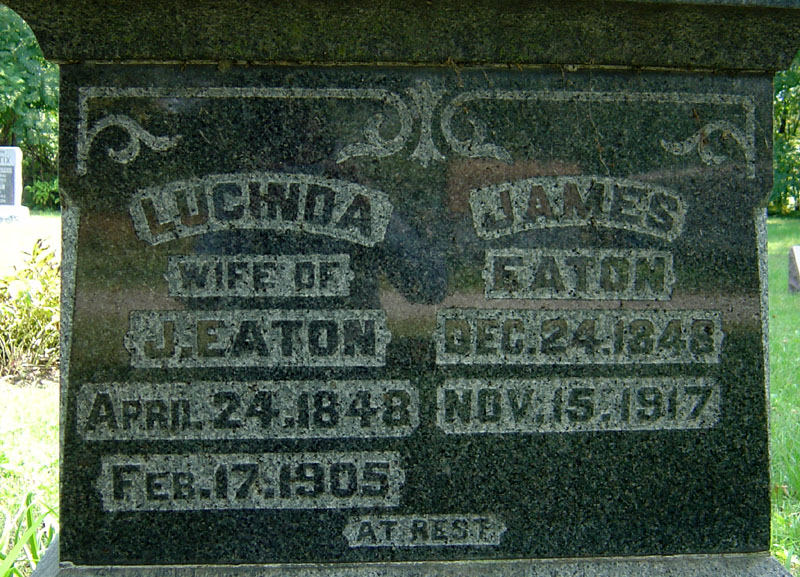 LUCINDA
WIFE OF
J. EATON
APRIL. 24. 1848
FEB. 17. 1905
JAMES
EATON
DEC. 24. 1848
NOV. 15. 1917
AT REST